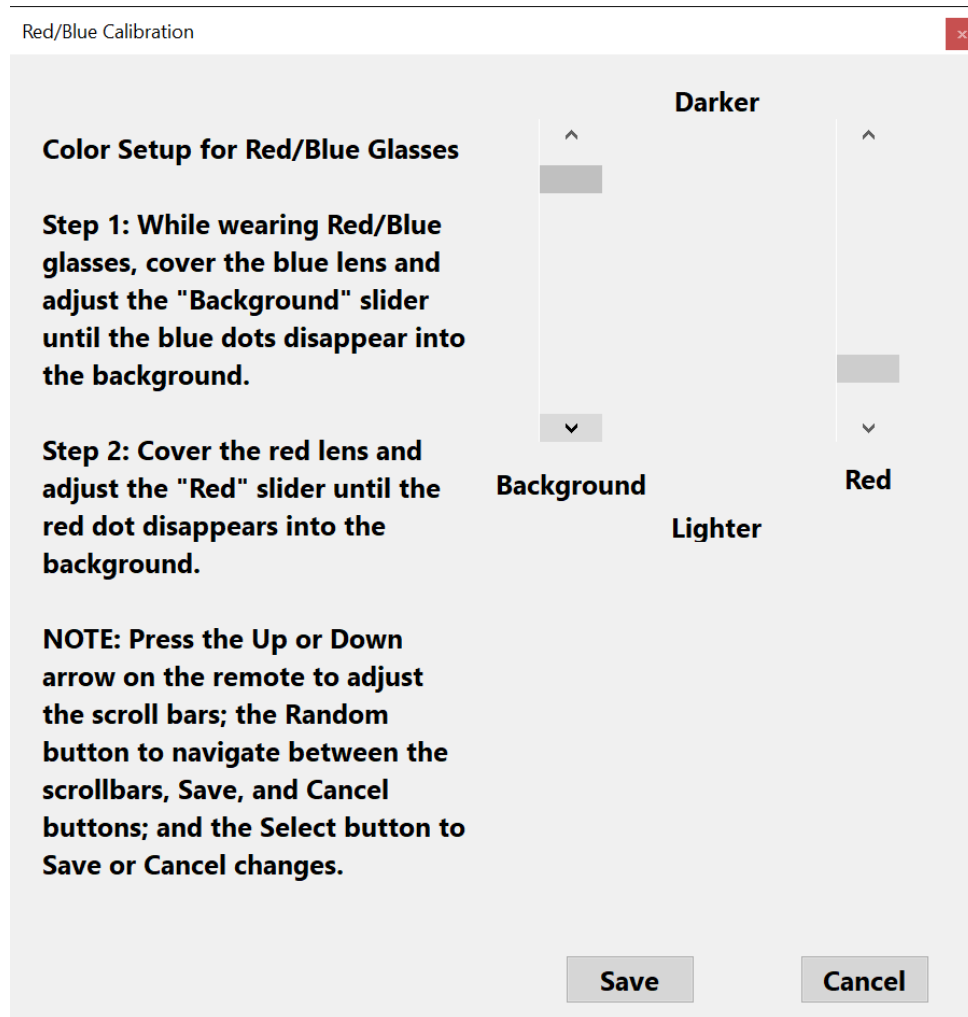 Red/Blue Calibration
Color Setup for Red/Blue Glasses
Step 1: While wearing Red/Blue
glasses, cover the blue lens and
adjust the "Background" slider
until the blue dots disappear into
the background.
Step 2: Cover the red lens and
adjust the "Red" slider until the
red dot disappears into the
background.
NOTE: Press the Up or Down
arrow on the remote to adjust
the scroll bars; the Random
button to navigate between the
scrollbars, Save, and Cancel
buttons; and the Select button to
Save or Cancel changes.
Darker
Background
Red
Lighter
Save
Cancel